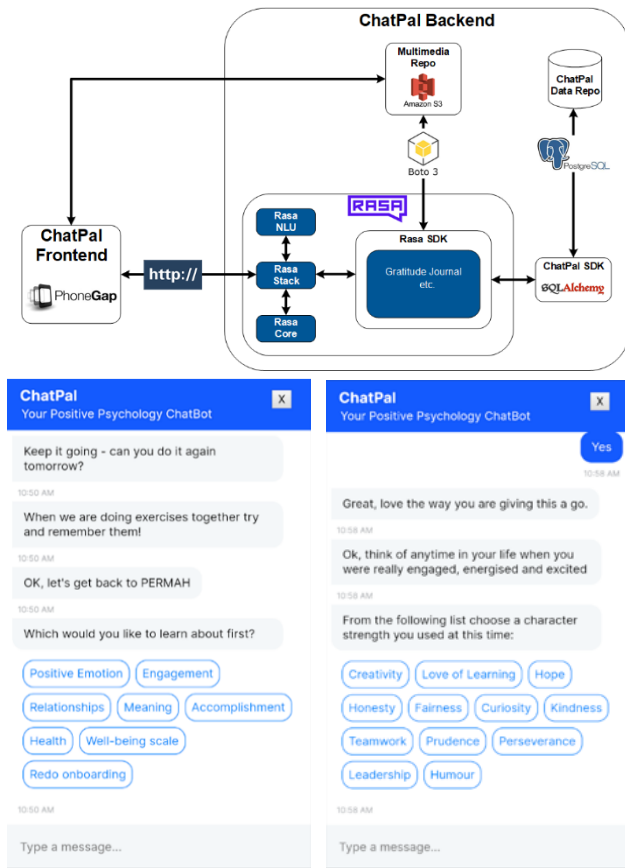 ChatPal Backend
Multimedia
Repo
Amazon S3
ChatPal
Data Repo
Boto 3
PostgreSQL
RASA
ChatPal
Frontend
PhoneGap
http://
Rasa
NLU
Rasa
Stack
Rasa
Core
Rasa SDK
Gratitude Journal
etc.
ChatPal SDK
SQLAlchemy
ChatPal
X
Your Positive Psychology ChatBot
Keep it going - can you do it again
tomorrow?
10:50 AM
When we are doing exercises together try
and remember them!
10:50 AM
OK, let's get back to PERMAH
10:50 AM
Which would you like to learn about first?
Positive Emotion
Engagement
Relationships
Meaning
Accomplishment
Health
Well-being scale
Redo onboarding
10:50 AM
Type a message...
ChatPal
X
Your Positive Psychology ChatBot
Yes
10:58 AM
Great, love the way you are giving this a go.
10:58 AM
Ok, think of anytime in your life when you
were really engaged, energised and excited
10:58 AM
From the following list choose a character
strength you used at this time:
Creativity
Love of Learning
Hope
Honesty
Fairness
Curiosity
Kindness
Teamwork
Prudence
Perseverance
Leadership
Humour
10:58 AM
Type a message...